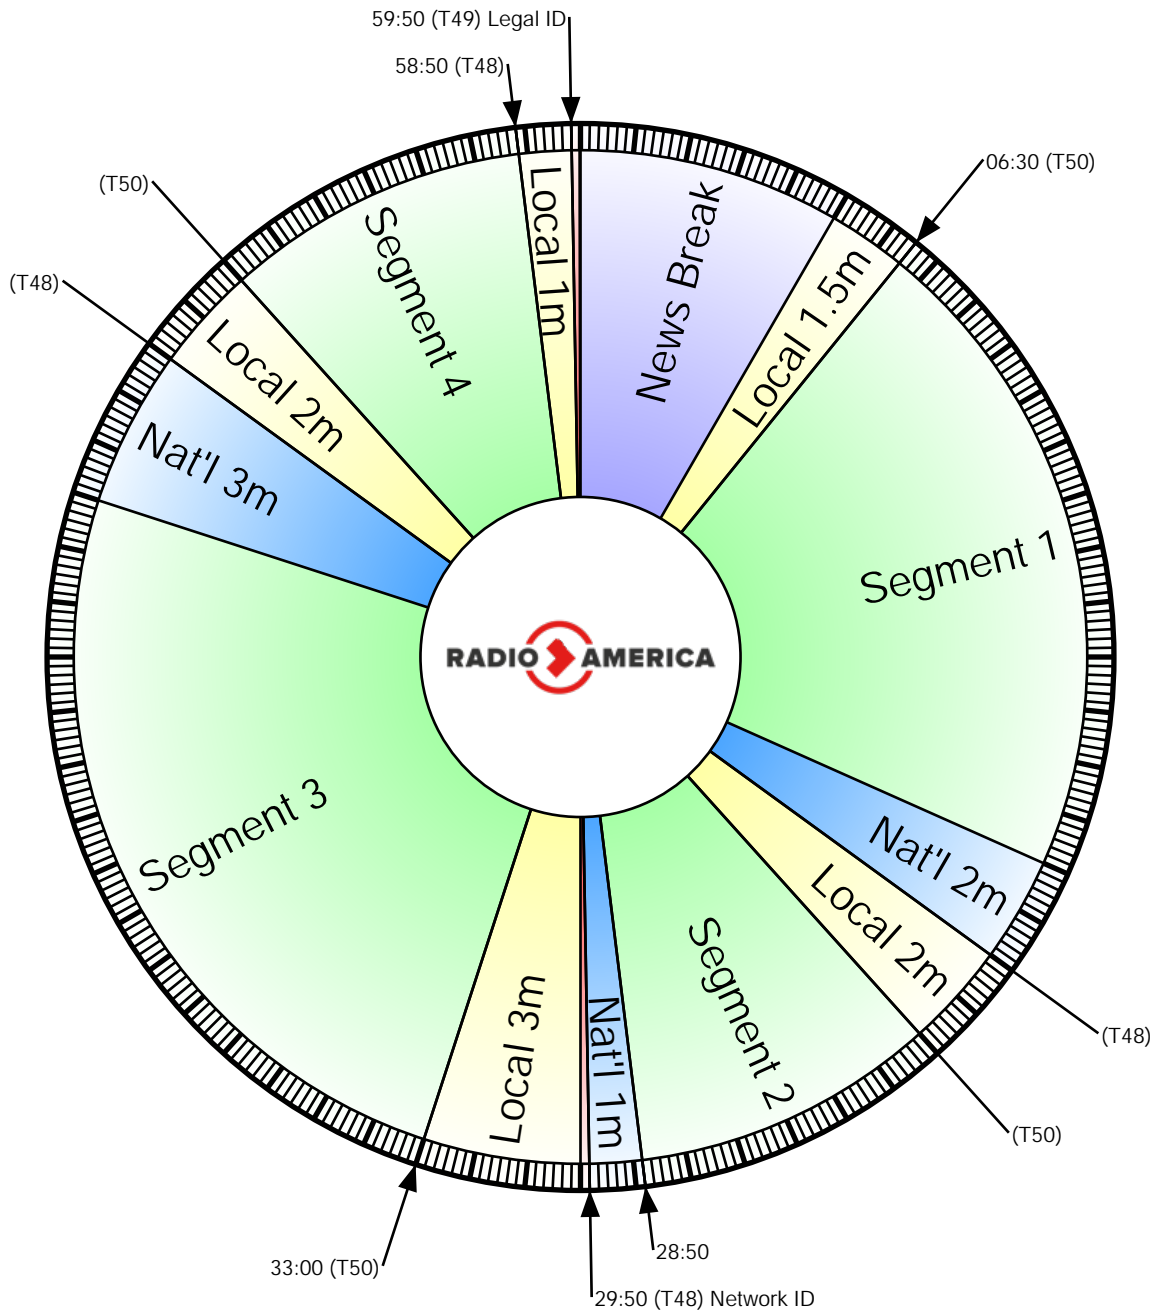 59:50 (T49) Legal ID
58:50 (T48)
06:30 (T50)
(T50)
(T48)
News Break
Local 1.5m
Segment 1
Nat'l 2m
Local 2m
(T48)
(T50)
Segment 2
Nat'l 1m
28:50
29:50 (T48) Network ID
Local 3m
33:00 (T50)
Segment 3
Nat'l 3m
Local 2m
Segment 4
Local 1m
RADIO AMERICA